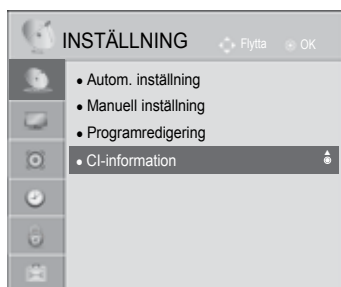 INSTÄLLNING Flytta OK
Autom. inställning
Manuell inställning
Programredigering
CI-information